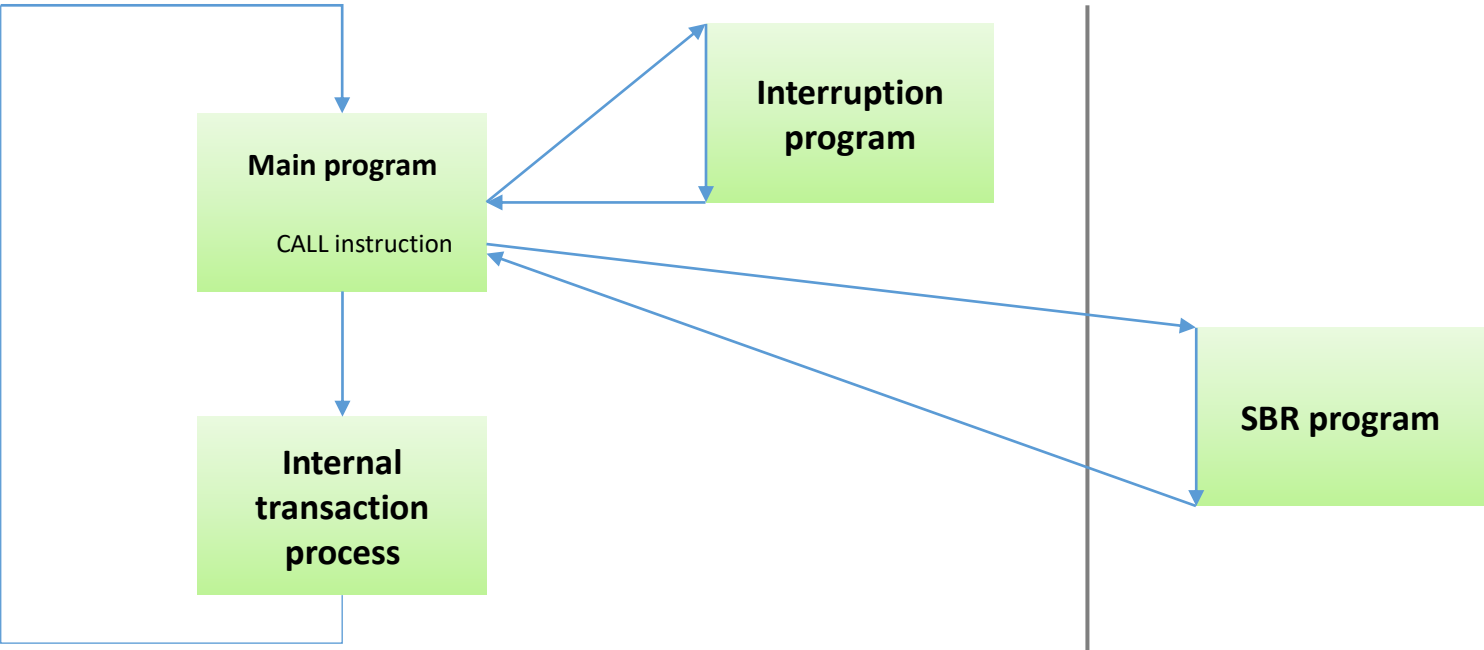 Interruption
program
Main program
CALL instruction
SBR program
Internal
transaction
process